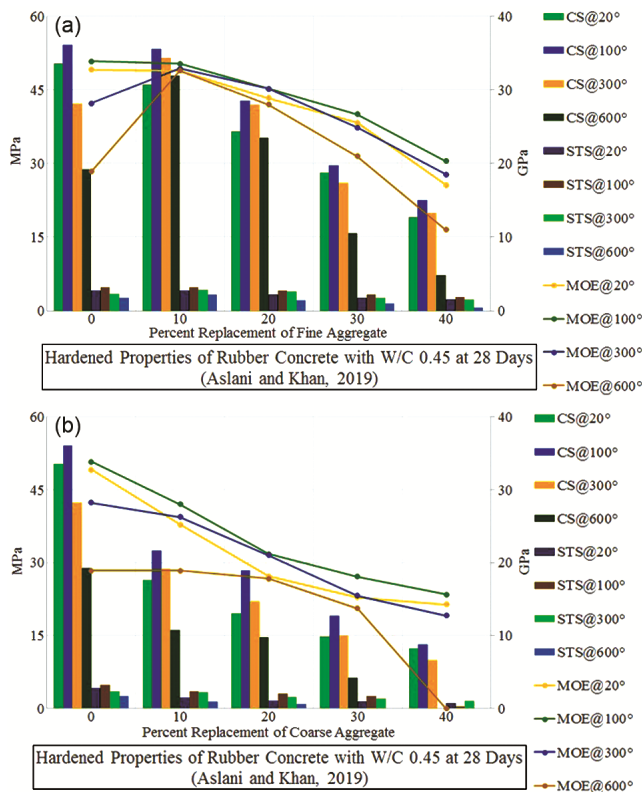 (a)
60
45
30
15
0
MPa
40
30
20
10
0
GPa
0 10 20 30 40
Percent Replacement of Fine Aggregate
Hardened Properties of Rubber Concrete with W/C 0.45 at 28 Days
(Aslani and Khan, 2019)
CS@20°
CS@100°
CS@300°
CS@600°
STS@20°
STS@100°
STS@300°
STS@600°
MOE@20°
MOE@100°
MOE@300°
MOE@600°
(b)
60
45
30
15
0
MPa
40
30
20
10
0
GPa
0 10 20 30 40
Percent Replacement of Coarse Aggregate
Hardened Properties of Rubber Concrete with W/C 0.45 at 28 Days
(Aslani and Khan, 2019)
CS@20°
CS@100°
CS@300°
CS@600°
STS@20°
STS@100°
STS@300°
STS@600°
MOE@20°
MOE@100°
MOE@300°
MOE@600°